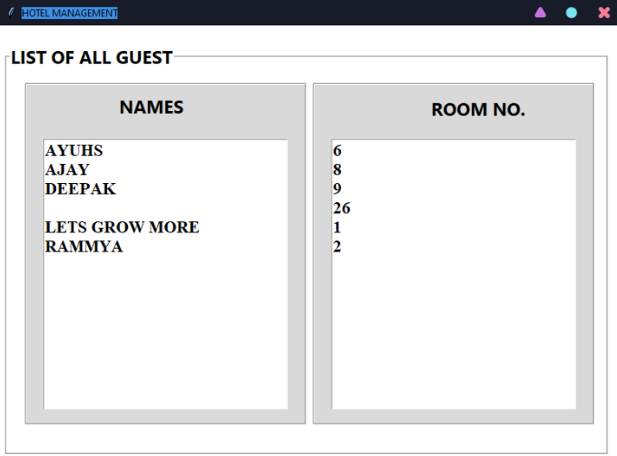 HOTEL MANAGEMENT
LIST OF ALL GUEST
NAMES
AYUHS
AJAY
DEEPAK
LETS GROW MORE
RAMMYA
ROOM NO.
6
8
9
26
1
2